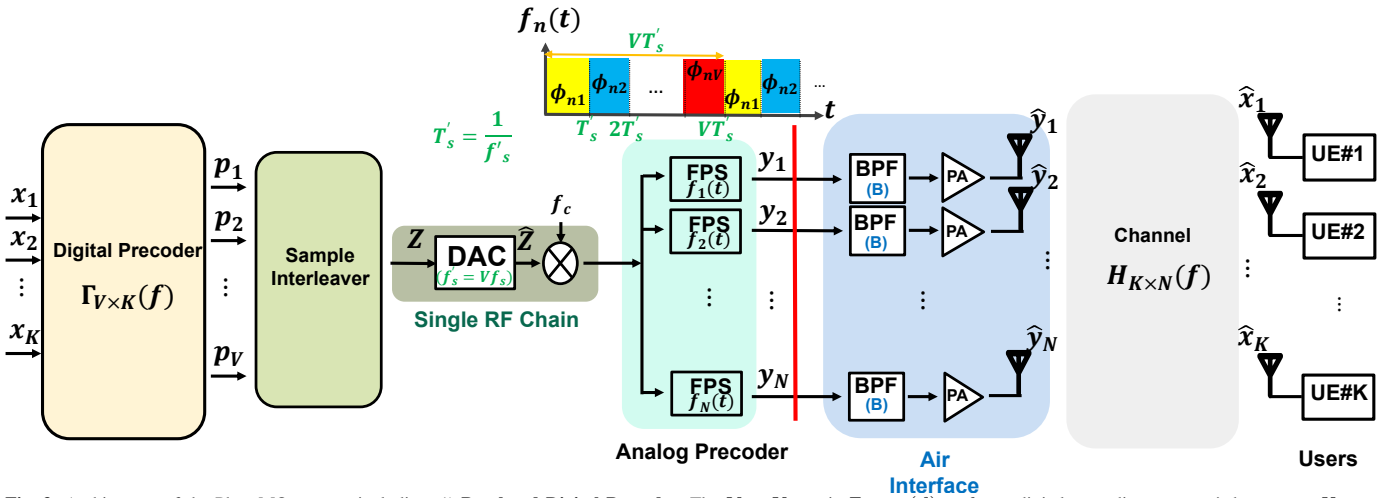 f_n(t)
VT'_s
ϕ_n1 ϕ_n2 ... ϕ_nV ϕ_n1 ϕ_n2 ...
t
T'_s 2T'_s VT'_s
T'_s = 1/f'_s
x_1
x_2
⋮
x_K
Digital Precoder
Γ_{V×K}(f)
p_1
p_2
⋮
p_V
Sample
Interleaver
Z
DAC
(f'_s = Vf_s)
Ẑ
f_c
Single RF Chain
FPS
f_1(t)
FPS
f_2(t)
⋮
FPS
f_N(t)
Analog Precoder
y_1
y_2
⋮
y_N
BPF
(B)
PA
BPF
(B)
PA
⋮
⋮
BPF
(B)
PA
ŷ_1
ŷ_2
⋮
ŷ_N
Air
Interface
Channel
H_{K×N}(f)
x̂_1
x̂_2
⋮
x̂_K
UE#1
UE#2
⋮
UE#K
Users